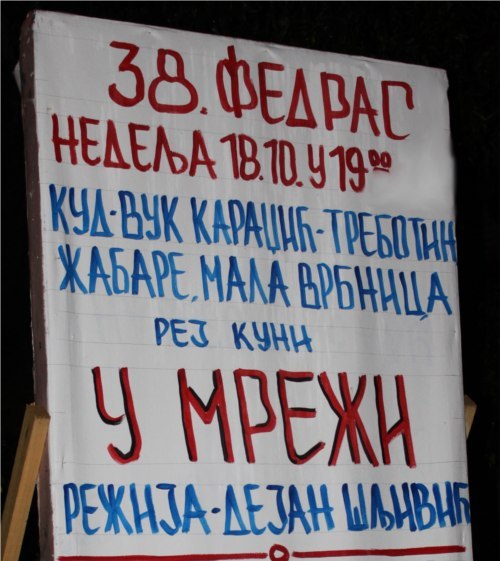 38. ФЕДРАС
НЕДЕЉА 18.10. У 19⁰⁰
КУД-ВУК КАРАЏИЋ-ТРЕБОТИН
ЖАБАРЕ, МАЛА ВРБНИЦА
РЕЈ КУНИ
У МРЕЖИ
РЕЖИЈА-ДЕЈАН ШЉИВИЋ